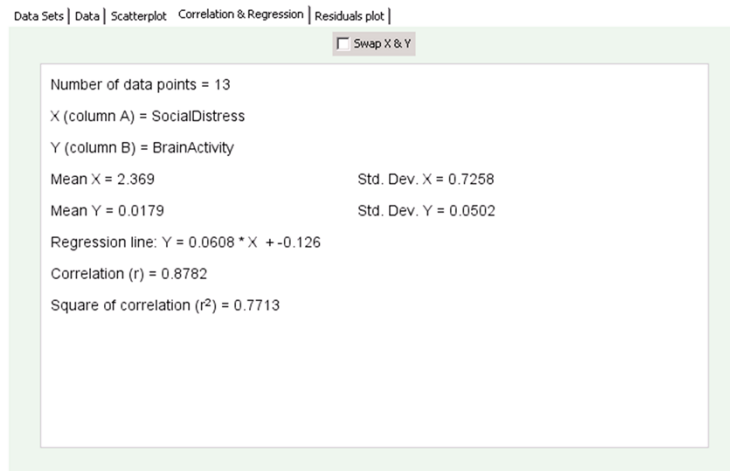 Data Sets | Data | Scatterplot Correlation & Regression | Residuals plot |
Swap X & Y
Number of data points = 13
X (column A) = SocialDistress
Y (column B) = BrainActivity
Mean X = 2.369 Std. Dev. X = 0.7258
Mean Y = 0.0179 Std. Dev. Y = 0.0502
Regression line: Y = 0.0608 * X + -0.126
Correlation (r) = 0.8782
Square of correlation (r²) = 0.7713